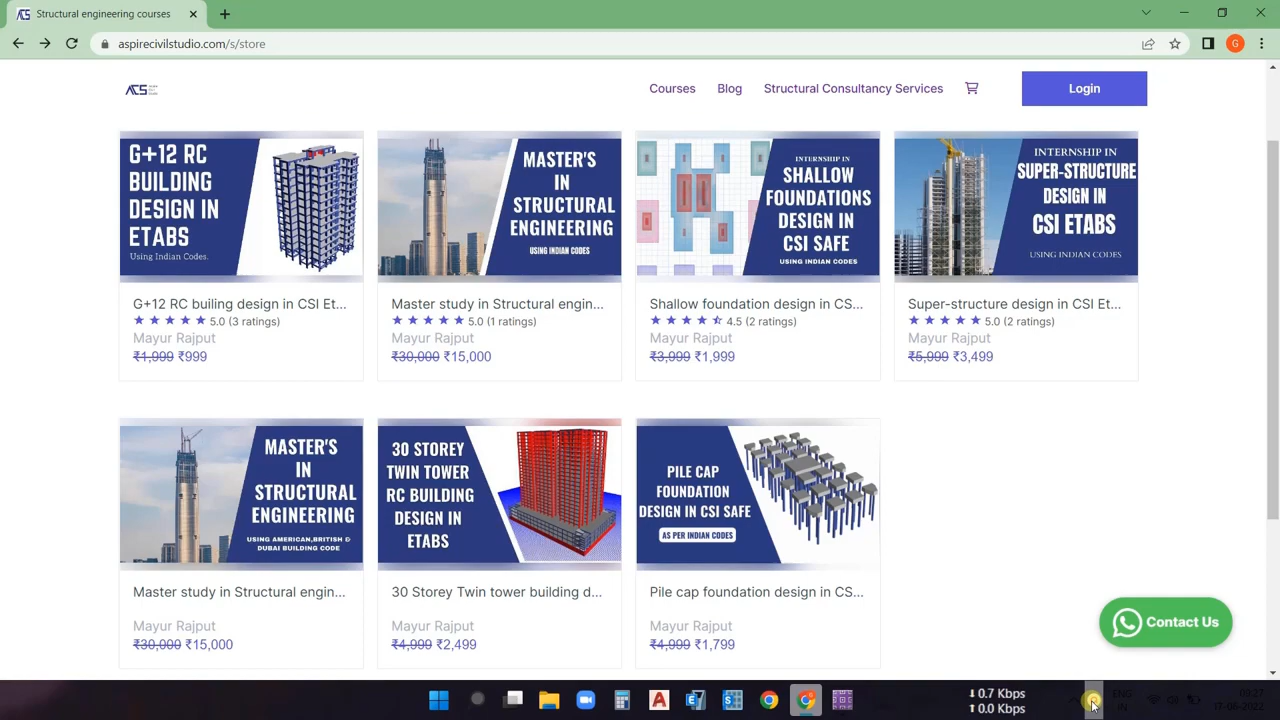 Structural engineering courses
aspirecivilstudio.com/s/store
G
ACS
Courses
Blog
Structural Consultancy Services
Login
G+12 RC
BUILDING
DESIGN IN
ETABS
Using Indian Codes.
G+12 RC builing design in CSI Et...
5.0 (3 ratings)
Mayur Rajput
₹1,999 ₹999
MASTER'S
IN
STRUCTURAL
ENGINEERING
USING INDIAN CODES
Master study in Structural engin...
5.0 (1 ratings)
Mayur Rajput
₹30,000 ₹15,000
INTERNSHIP IN
SHALLOW
FOUNDATIONS
DESIGN IN
CSI SAFE
USING INDIAN CODES
Shallow foundation design in CS...
4.5 (2 ratings)
Mayur Rajput
₹3,999 ₹1,999
INTERNSHIP IN
SUPER-STRUCTURE
DESIGN IN
CSI ETABS
USING INDIAN CODES
Super-structure design in CSI Et...
5.0 (2 ratings)
Mayur Rajput
₹5,999 ₹3,499
MASTER'S
IN
STRUCTURAL
ENGINEERING
USING AMERICAN,BRITISH &
DUBAI BUILDING CODE
Master study in Structural engin...
Mayur Rajput
₹30,000 ₹15,000
30 STOREY
TWIN TOWER
RC BUILDING
DESIGN IN
ETABS
30 Storey Twin tower building d...
Mayur Rajput
₹4,999 ₹2,499
PILE CAP
FOUNDATION
DESIGN IN CSI SAFE
AS PER INDIAN CODES
Pile cap foundation design in CS...
Mayur Rajput
₹4,999 ₹1,799
Contact Us
0.7 Kbps
0.0 Kbps
ENG
IN
09:27
17-06-2022